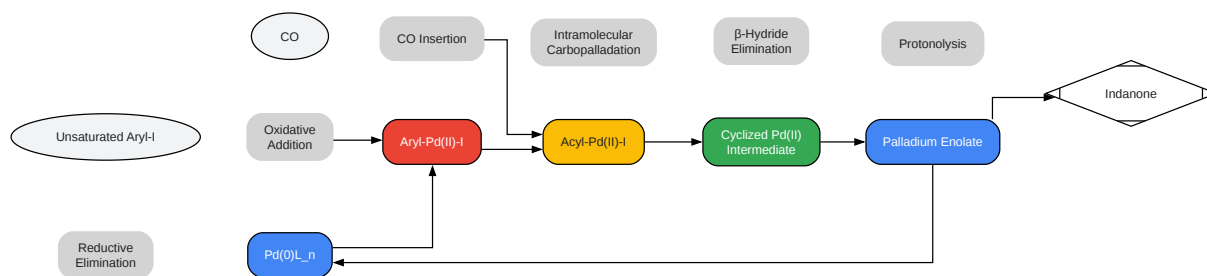 CO
CO Insertion
Intramolecular
Carbopalladation
β-Hydride
Elimination
Protonolysis
Indanone
Unsaturated Aryl-I
Oxidative
Addition
Aryl-Pd(II)-I
Acyl-Pd(II)-I
Cyclized Pd(II)
Intermediate
Palladium Enolate
Reductive
Elimination
Pd(0)L_n